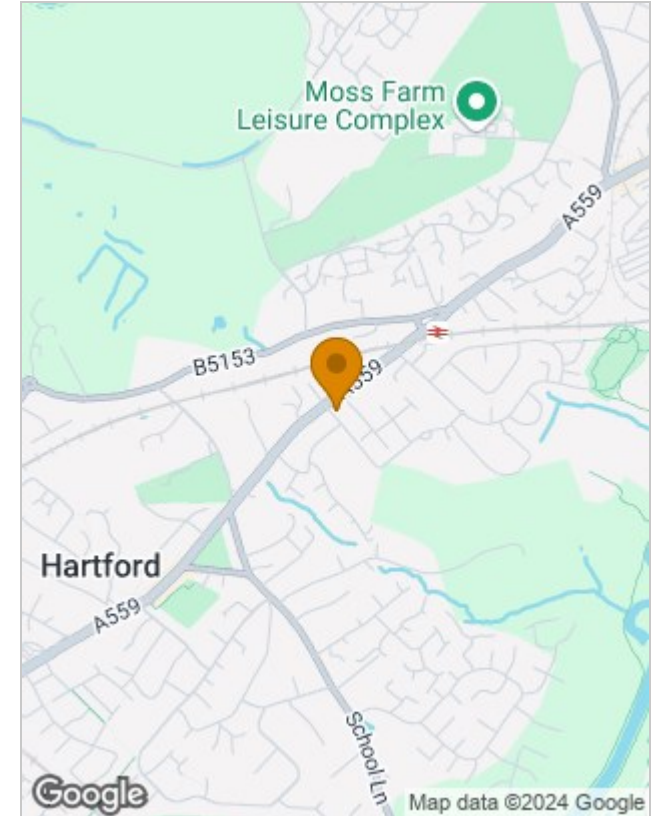 Moss Farm
Leisure Complex
A559
B5153
A559
Hartford
A559
School Ln
Google
Map data ©2024 Google